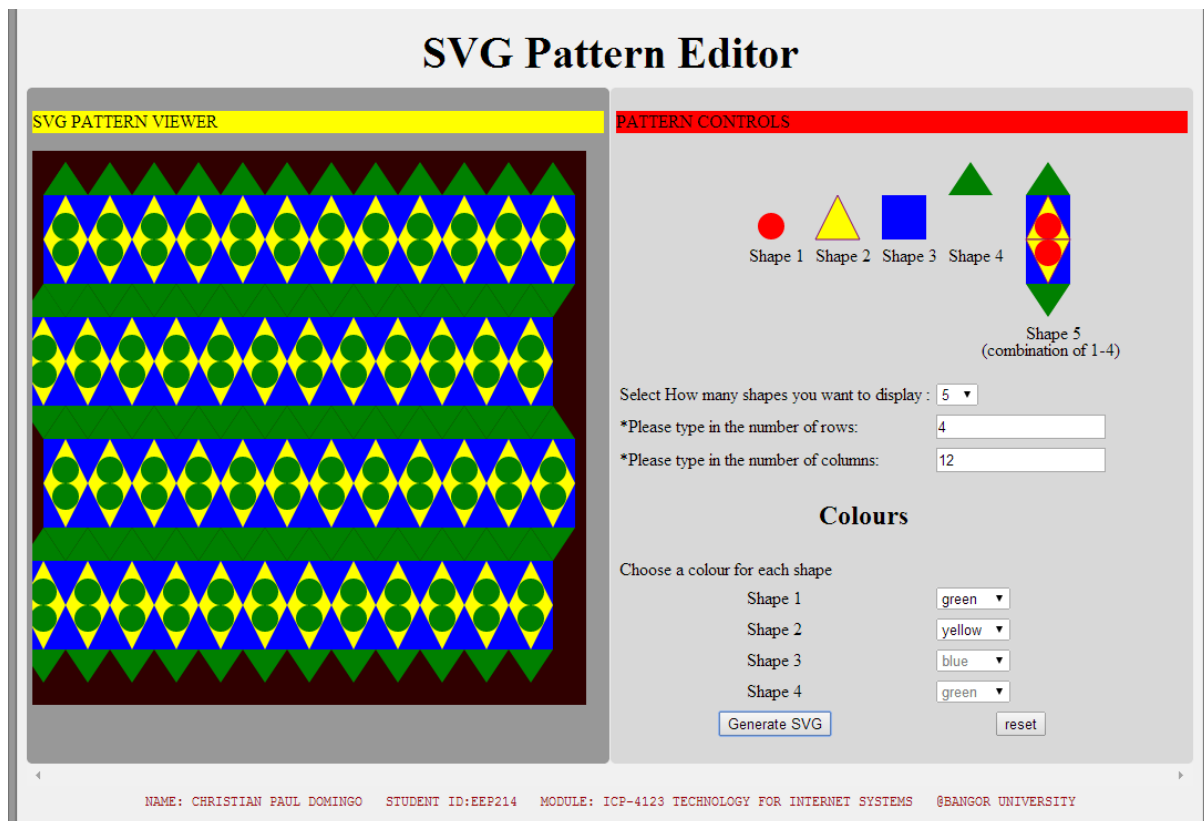 SVG Pattern Editor
SVG PATTERN VIEWER
PATTERN CONTROLS
Shape 1 Shape 2 Shape 3 Shape 4
Shape 5
(combination of 1-4)
Select How many shapes you want to display : 5
*Please type in the number of rows: 4
*Please type in the number of columns: 12
Colours
Choose a colour for each shape
Shape 1 green
Shape 2 yellow
Shape 3 blue
Shape 4 green
Generate SVG reset
NAME: CHRISTIAN PAUL DOMINGO STUDENT ID:EEP214 MODULE: ICP-4123 TECHNOLOGY FOR INTERNET SYSTEMS @BANGOR UNIVERSITY